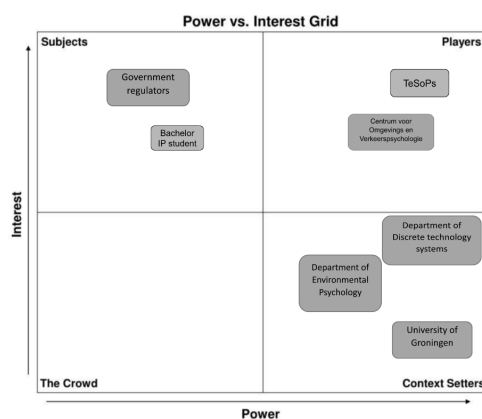 Power vs. Interest Grid
Subjects
Players
Government
regulators
TeSoPs
Bachelor
IP student
Centrum voor
Omgevings en
Verkeerspsychologie
Interest
Department of
Discrete technology
systems
Department of
Environmental
Psychology
University of
Groningen
The Crowd
Context Setters
Power